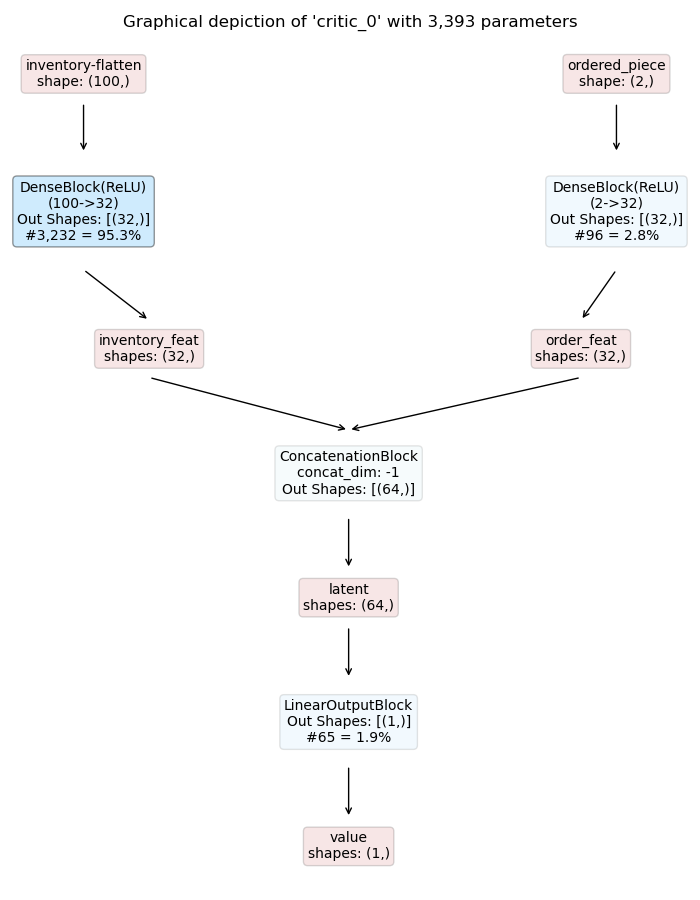 Graphical depiction of 'critic_0' with 3,393 parameters
inventory-flatten
shape: (100,)
ordered_piece
shape: (2,)
DenseBlock(ReLU)
(100->32)
Out Shapes: [(32,)]
#3,232 = 95.3%
DenseBlock(ReLU)
(2->32)
Out Shapes: [(32,)]
#96 = 2.8%
inventory_feat
shapes: (32,)
order_feat
shapes: (32,)
ConcatenationBlock
concat_dim: -1
Out Shapes: [(64,)]
latent
shapes: (64,)
LinearOutputBlock
Out Shapes: [(1,)]
#65 = 1.9%
value
shapes: (1,)